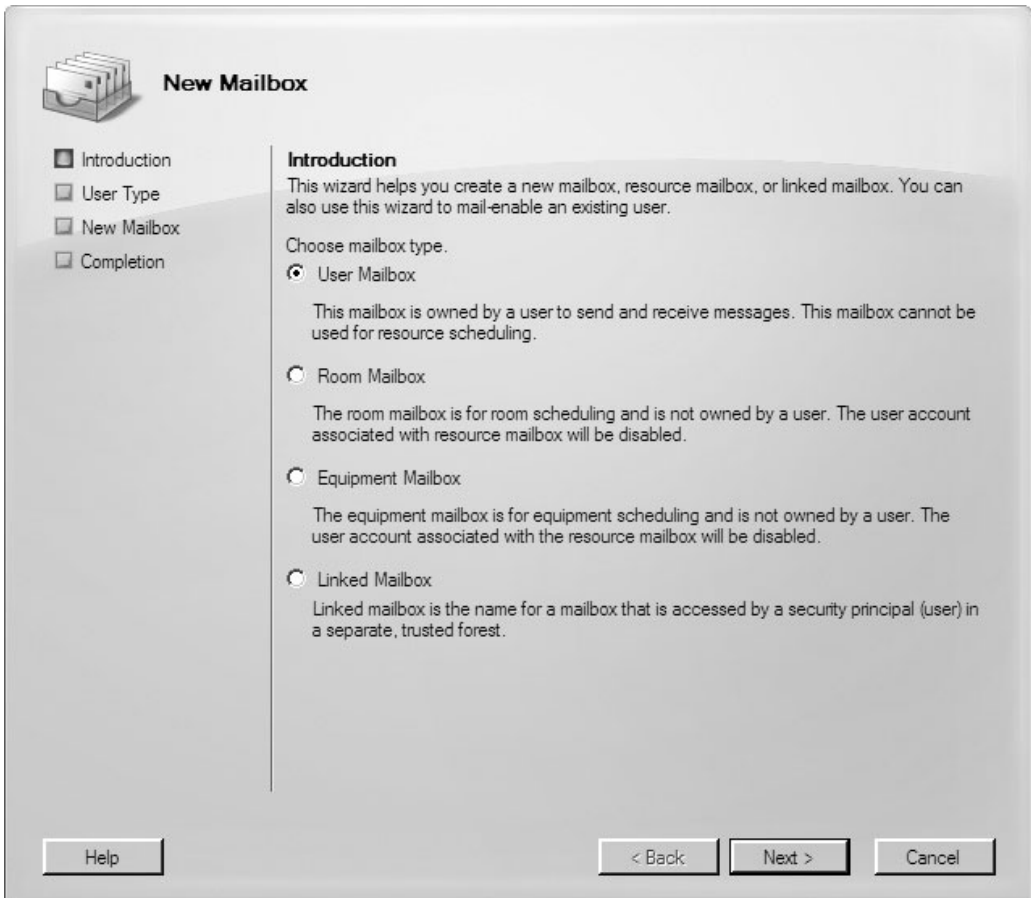 New Mailbox
Introduction
User Type
New Mailbox
Completion
Introduction
This wizard helps you create a new mailbox, resource mailbox, or linked mailbox. You can
also use this wizard to mail-enable an existing user.
Choose mailbox type.
User Mailbox
This mailbox is owned by a user to send and receive messages. This mailbox cannot be
used for resource scheduling.
Room Mailbox
The room mailbox is for room scheduling and is not owned by a user. The user account
associated with resource mailbox will be disabled.
Equipment Mailbox
The equipment mailbox is for equipment scheduling and is not owned by a user. The
user account associated with the resource mailbox will be disabled.
Linked Mailbox
Linked mailbox is the name for a mailbox that is accessed by a security principal (user) in
a separate, trusted forest.
Help
< Back
Next >
Cancel